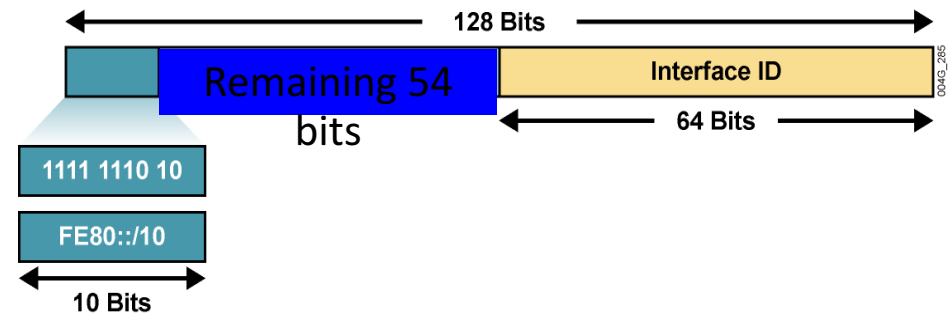 128 Bits
004G_285
Remaining 54
bits
Interface ID
64 Bits
1111 1110 10
FE80::/10
10 Bits